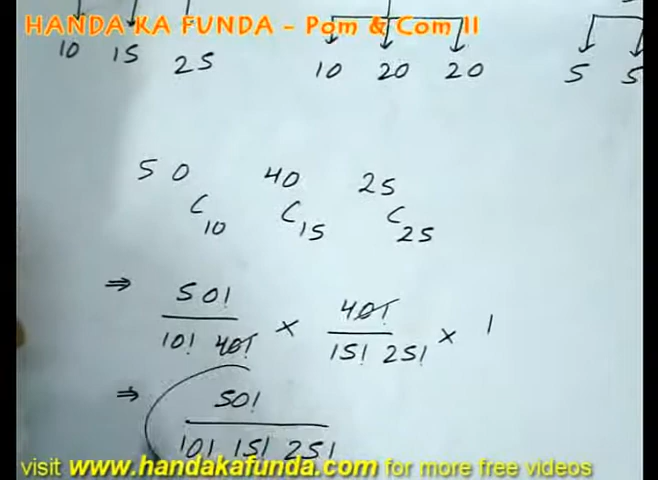 HANDA KA FUNDA - Pom & Com II
10 15 25 10 20 20 5 5
50 40 25
C10 C15 C25
⇒ 50! / 10! 40! × 40! / 15! 25! × 1
⇒ 50! / 10! 15! 25!
visit www.handakafunda.com for more free videos